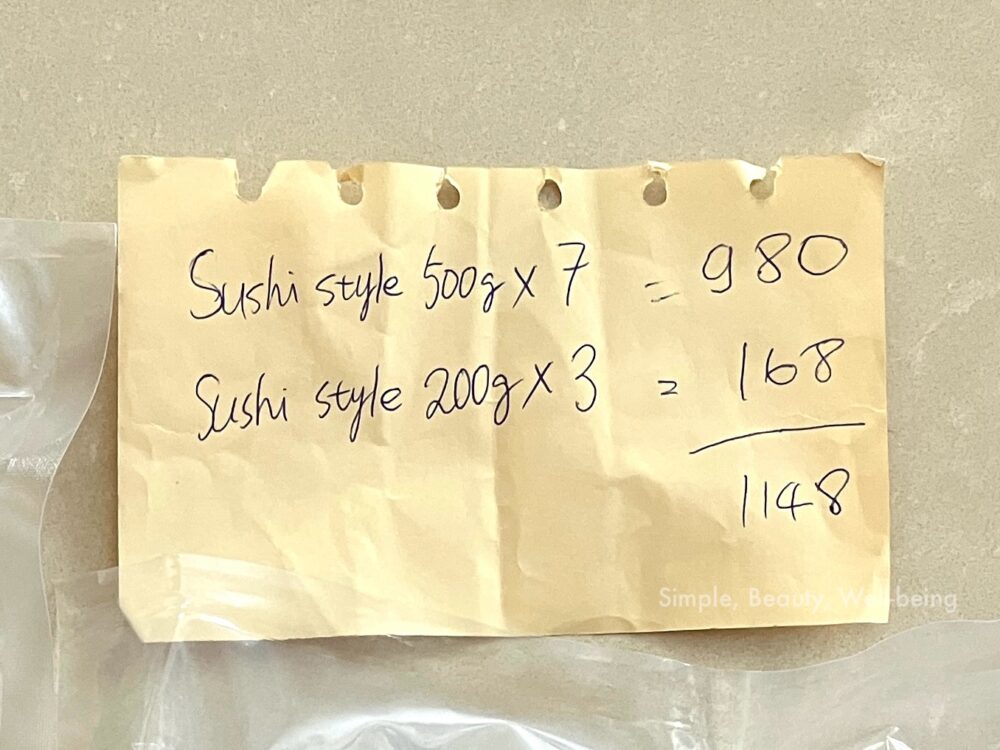 Sushi style 500g x 7 = 980
Sushi style 200g x 3 = 168
1148
Simple, Beauty, Well-being